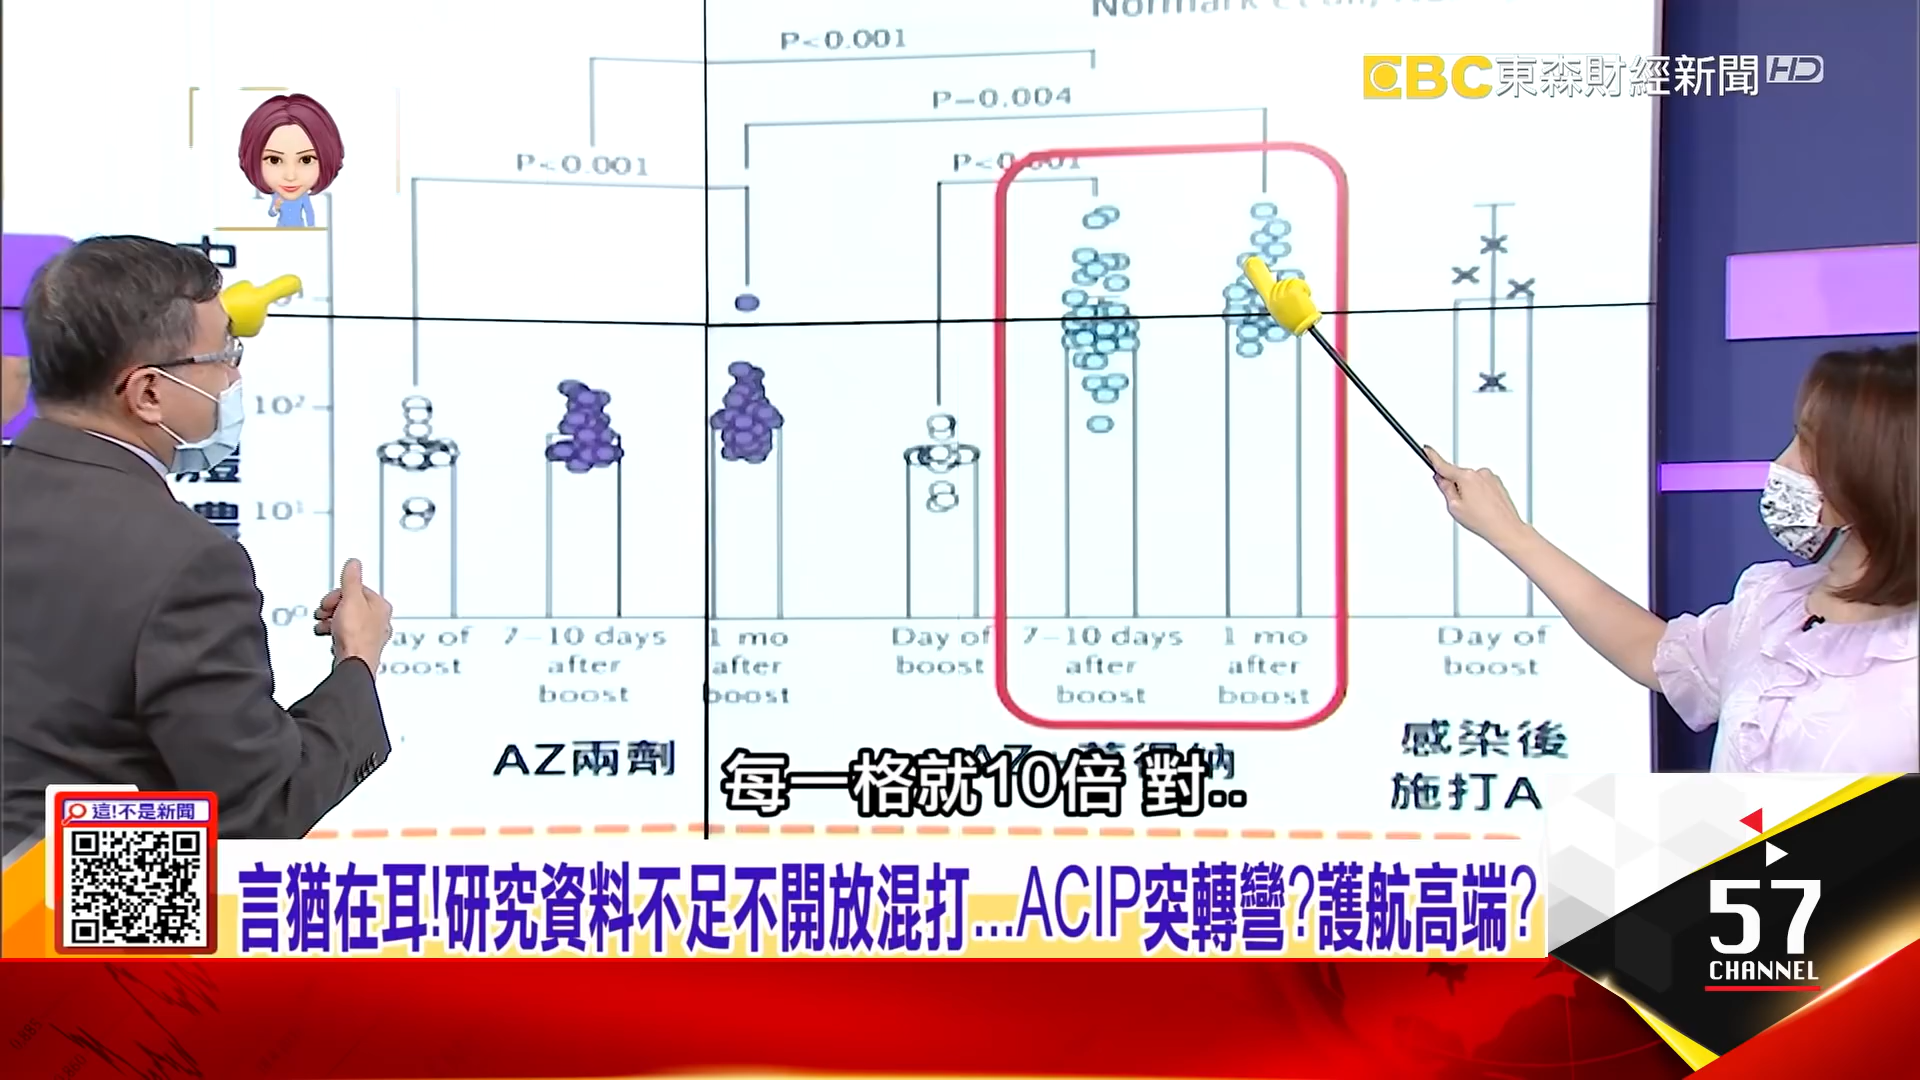 P<0.001
EBC東森財經新聞HD
P=0.004
P<0.001
P<0.001
中
10²
10¹
Day of boost
7–10 days after boost
1 mo after boost
Day of boost
7–10 days after boost
1 mo after boost
Day of boost
AZ兩劑
感染後
施打A
每一格就10倍 對..
這!不是新聞
言猶在耳!研究資料不足不開放混打...ACIP突轉彎?護航高端?
57
CHANNEL